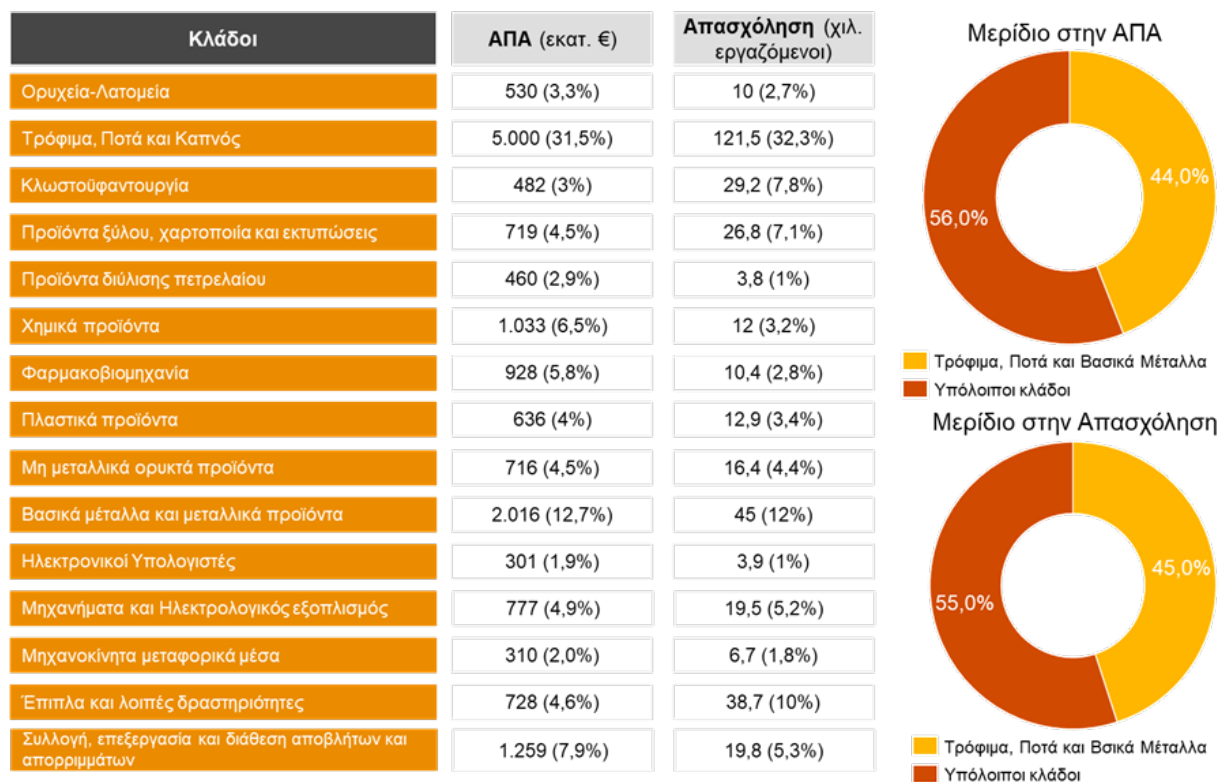 Κλάδοι
ΑΠΑ (εκατ. €)
Απασχόληση (χιλ.
εργαζόμενοι)
Ορυχεία-Λατομεία
530 (3,3%)
10 (2,7%)
Τρόφιμα, Ποτά και Καπνός
5.000 (31,5%)
121,5 (32,3%)
Κλωστοϋφαντουργία
482 (3%)
29,2 (7,8%)
Προϊόντα ξύλου, χαρτοποιία και εκτυπώσεις
719 (4,5%)
26,8 (7,1%)
Προϊόντα διύλισης πετρελαίου
460 (2,9%)
3,8 (1%)
Χημικά προϊόντα
1.033 (6,5%)
12 (3,2%)
Φαρμακοβιομηχανία
928 (5,8%)
10,4 (2,8%)
Πλαστικά προϊόντα
636 (4%)
12,9 (3,4%)
Μη μεταλλικά ορυκτά προϊόντα
716 (4,5%)
16,4 (4,4%)
Βασικά μέταλλα και μεταλλικά προϊόντα
2.016 (12,7%)
45 (12%)
Ηλεκτρονικοί Υπολογιστές
301 (1,9%)
3,9 (1%)
Μηχανήματα και Ηλεκτρολογικός εξοπλισμός
777 (4,9%)
19,5 (5,2%)
Μηχανοκίνητα μεταφορικά μέσα
310 (2,0%)
6,7 (1,8%)
Έπιπλα και λοιπές δραστηριότητες
728 (4,6%)
38,7 (10%)
Συλλογή, επεξεργασία και διάθεση αποβλήτων και
απορριμμάτων
1.259 (7,9%)
19,8 (5,3%)
Μερίδιο στην ΑΠΑ
44,0%
56,0%
Τρόφιμα, Ποτά και Βασικά Μέταλλα
Υπόλοιποι κλάδοι
Μερίδιο στην Απασχόληση
45,0%
55,0%
Τρόφιμα, Ποτά και Βσικά Μέταλλα
Υπόλοιποι κλάδοι